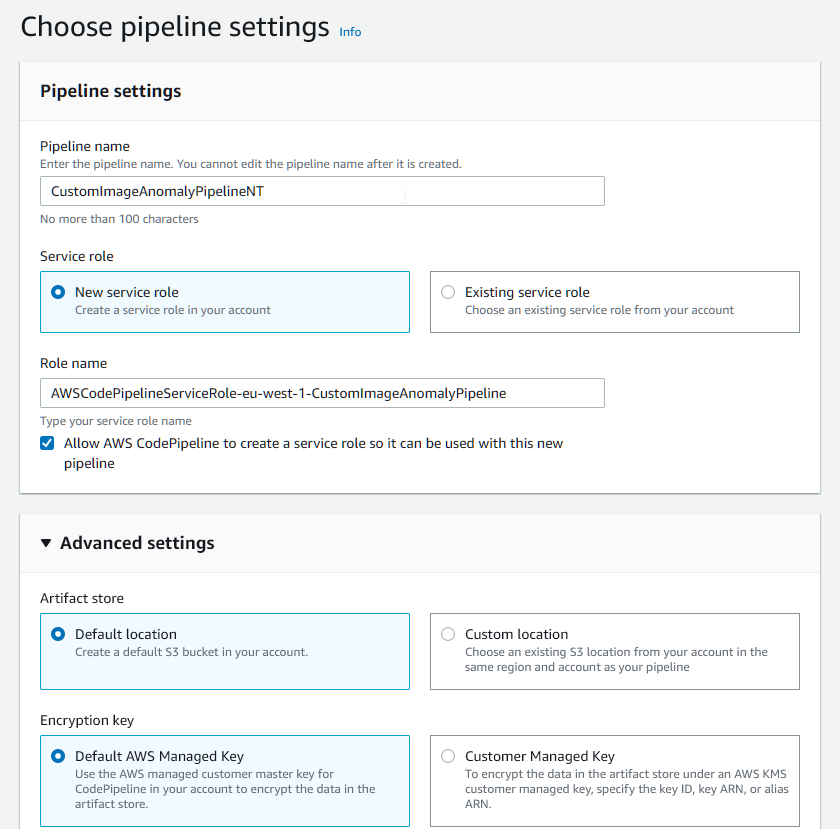 Choose pipeline settings Info
Pipeline settings
Pipeline name
Enter the pipeline name. You cannot edit the pipeline name after it is created.
CustomImageAnomalyPipelineNT
No more than 100 characters
Service role
New service role
Create a service role in your account
Existing service role
Choose an existing service role from your account
Role name
AWSCodePipelineServiceRole-eu-west-1-CustomImageAnomalyPipeline
Type your service role name
Allow AWS CodePipeline to create a service role so it can be used with this new
pipeline
Advanced settings
Artifact store
Default location
Create a default S3 bucket in your account.
Custom location
Choose an existing S3 location from your account in the
same region and account as your pipeline
Encryption key
Default AWS Managed Key
Use the AWS managed customer master key for
CodePipeline in your account to encrypt the data in the
artifact store.
Customer Managed Key
To encrypt the data in the artifact store under an AWS KMS
customer managed key, specify the key ID, key ARN, or alias
ARN.